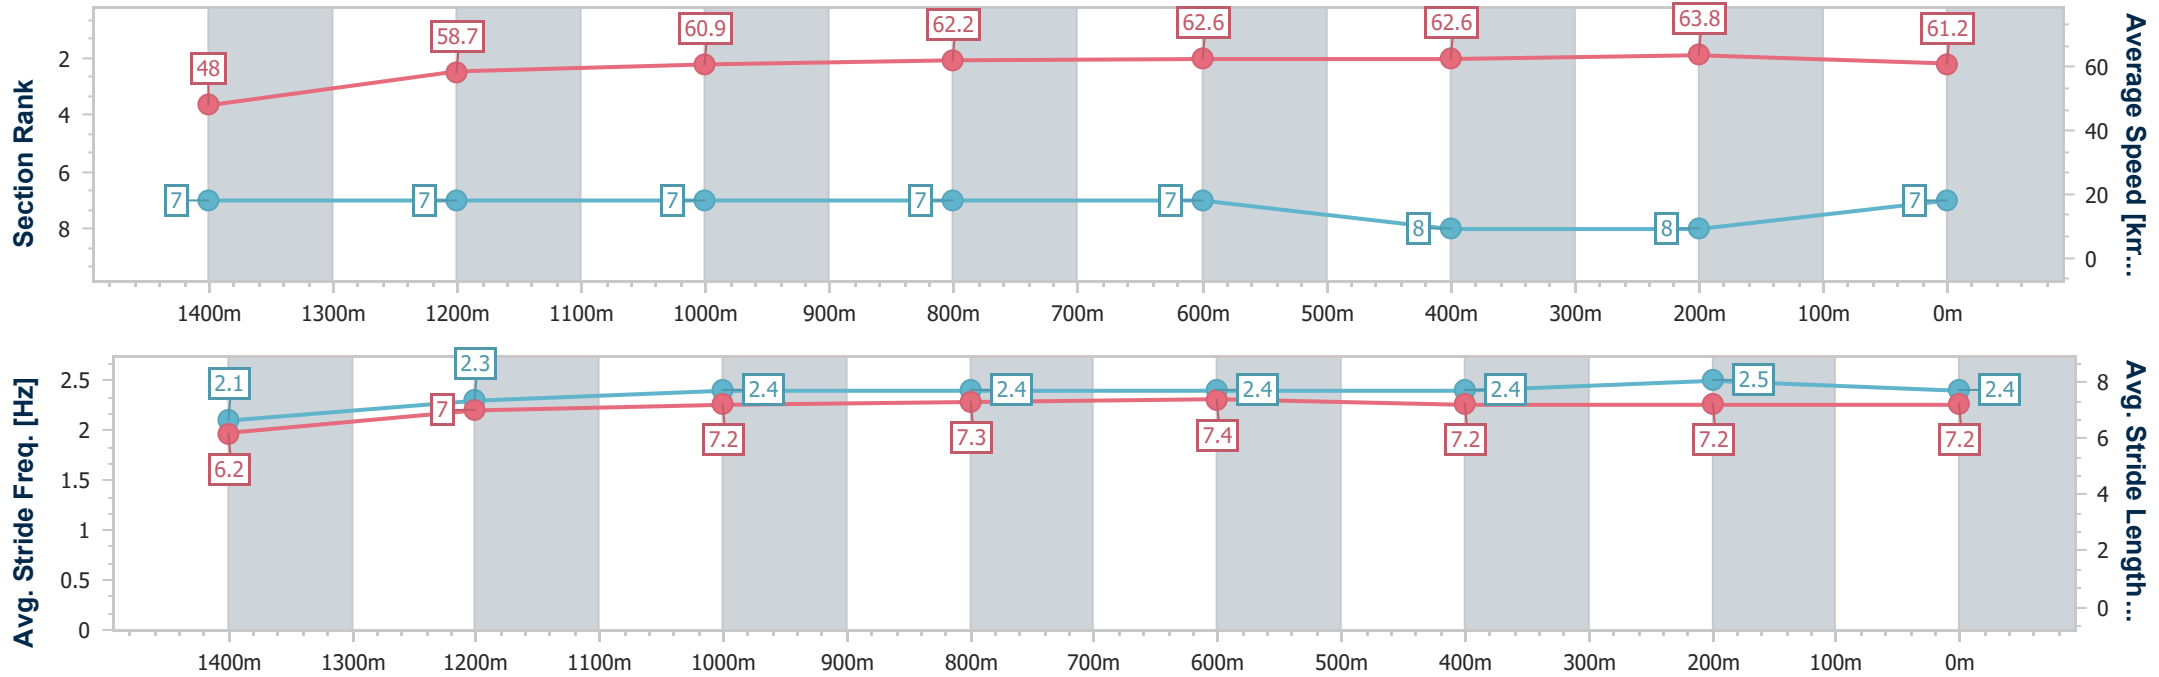 48 58.7 60.9 62.2 62.6 62.6 63.8 61.2
7 7 7 7 7 8 8 7
Section Rank
2
4
6
8
Average Speed [km...
60
40
20
0
1400m 1300m 1200m 1100m 1000m 900m 800m 700m 600m 500m 400m 300m 200m 100m 0m
2.1 2.3 2.4 2.4 2.4 2.4 2.5 2.4
6.2 7 7.2 7.3 7.4 7.2 7.2 7.2
Avg. Stride Freq. [Hz]
2.5
2
1.5
1
0.5
0
Avg. Stride Length...
8
6
4
2
0
1400m 1300m 1200m 1100m 1000m 900m 800m 700m 600m 500m 400m 300m 200m 100m 0m